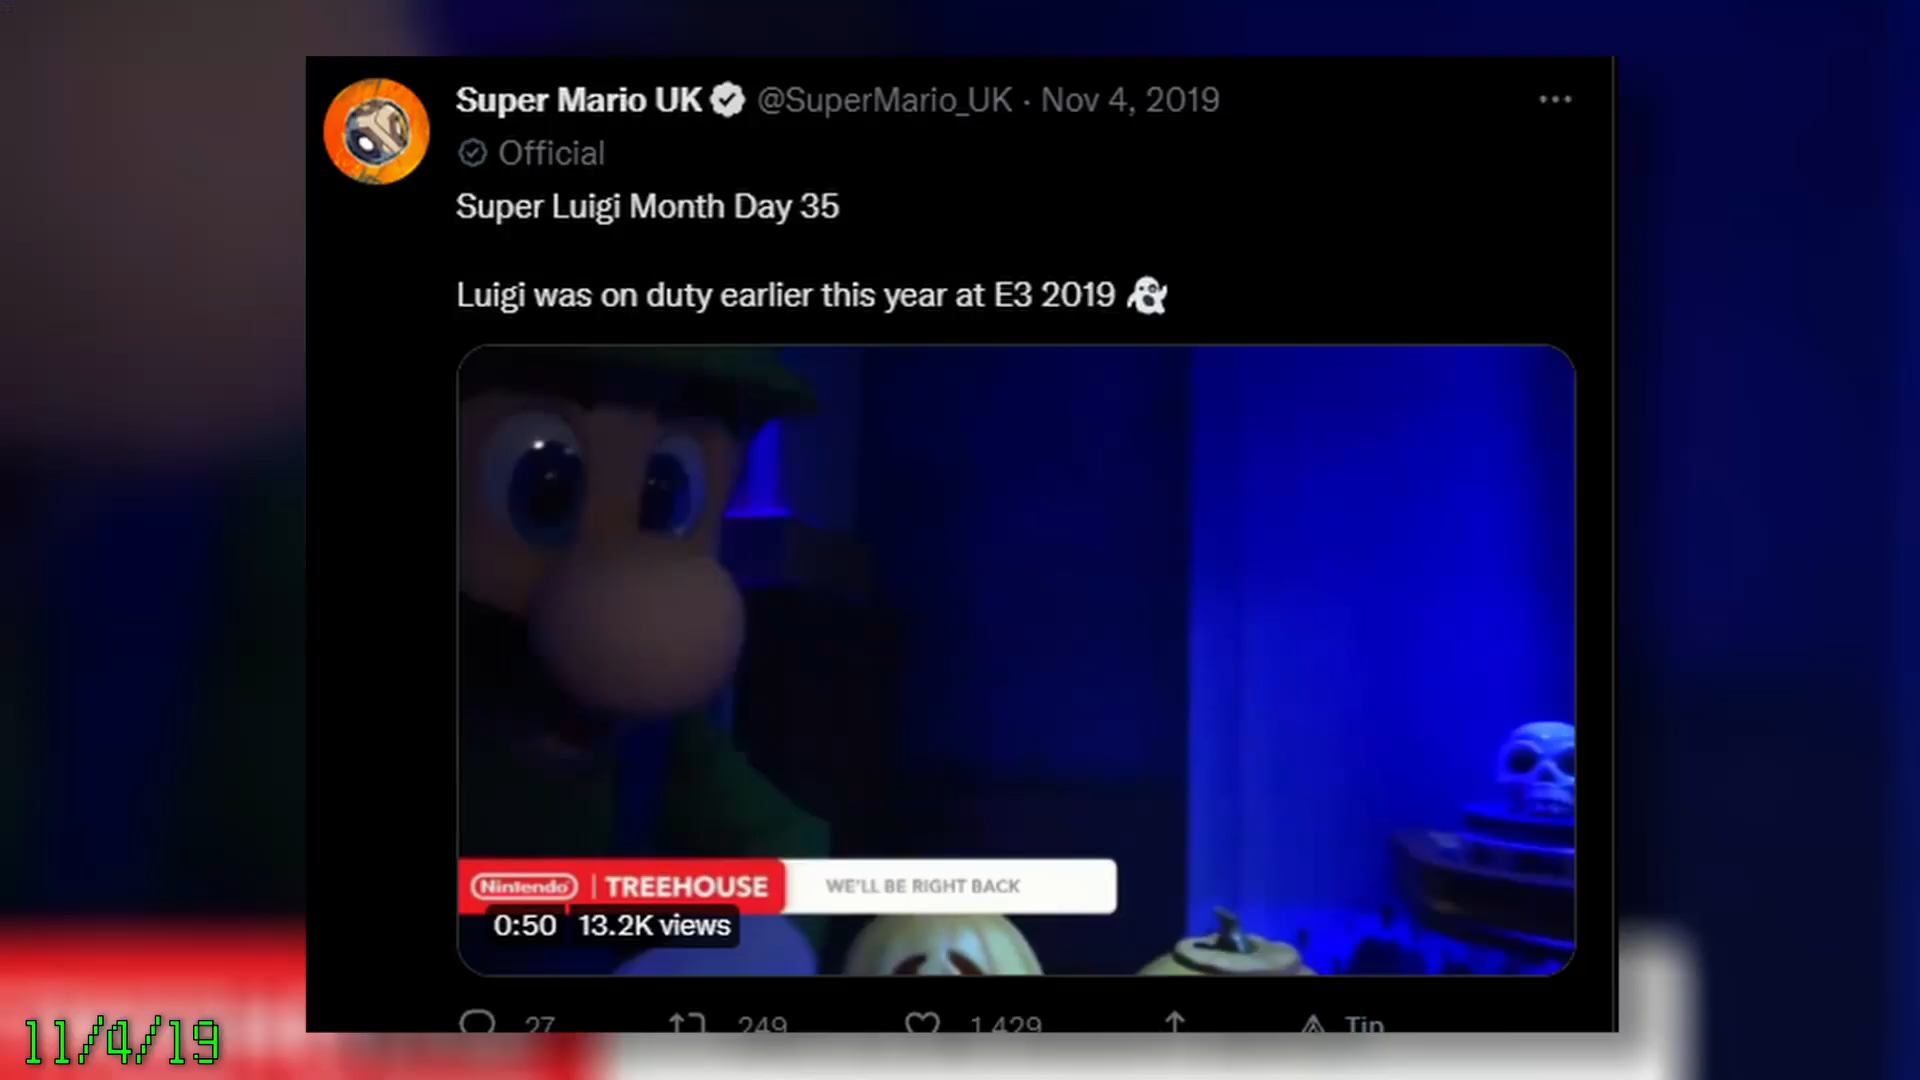 Super Mario UK @SuperMario_UK · Nov 4, 2019
Official
Super Luigi Month Day 35
Luigi was on duty earlier this year at E3 2019
Nintendo | TREEHOUSE WE'LL BE RIGHT BACK
0:50 13.2K views
27 249 1,429 Tip
11/4/19